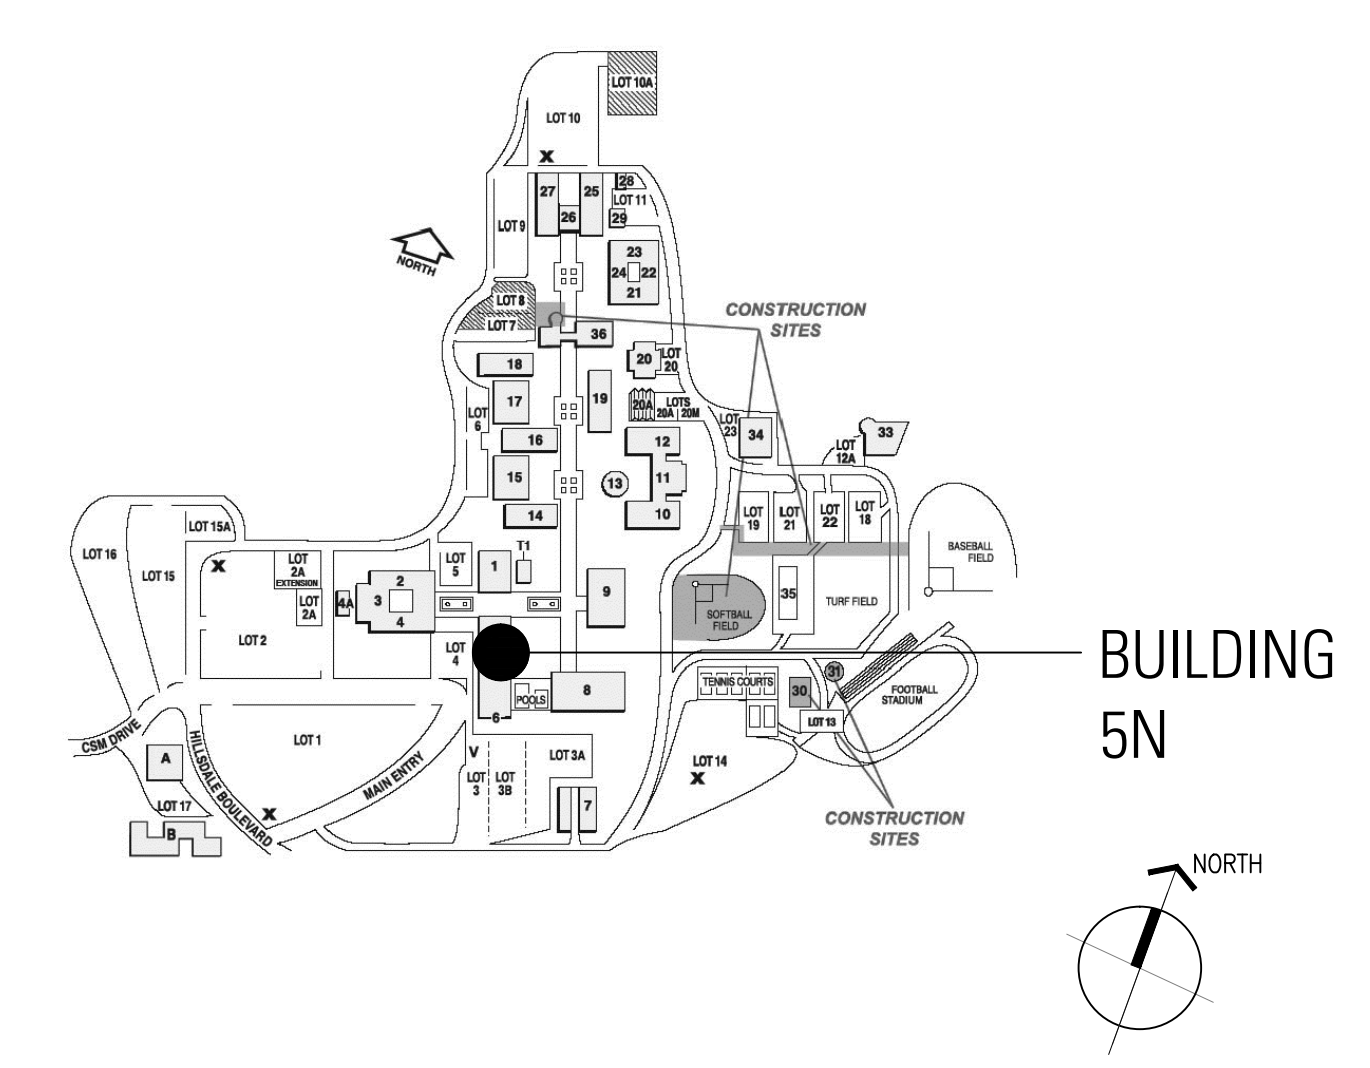 LOT 10A
LOT 10
X
27
25
28
LOT 11
26
29
LOT 9
NORTH
23
24
22
21
LOT 8
LOT 7
36
CONSTRUCTION
SITES
18
20
LOT
20
17
19
20A
LOTS
20A
20M
LOT
6
LOT
23
34
33
16
12
LOT
12A
15
13
11
14
10
LOT
19
LOT
21
LOT
22
LOT
18
LOT 15A
LOT 16
LOT 15
X
LOT
2A
EXTENSION
LOT
2A
LOT
5
1
T1
BASEBALL
FIELD
2
3
4
4A
9
35
TURF FIELD
SOFTBALL
FIELD
LOT 2
LOT
4
BUILDING
5N
TENNIS COURTS
31
30
FOOTBALL
STADIUM
LOT 13
POOLS
8
6
CSM DRIVE
A
HILLSDALE BOULEVARD
LOT 1
MAIN ENTRY
V
LOT
3
LOT
3B
LOT 3A
LOT 14
X
LOT 17
X
B
7
CONSTRUCTION
SITES
NORTH